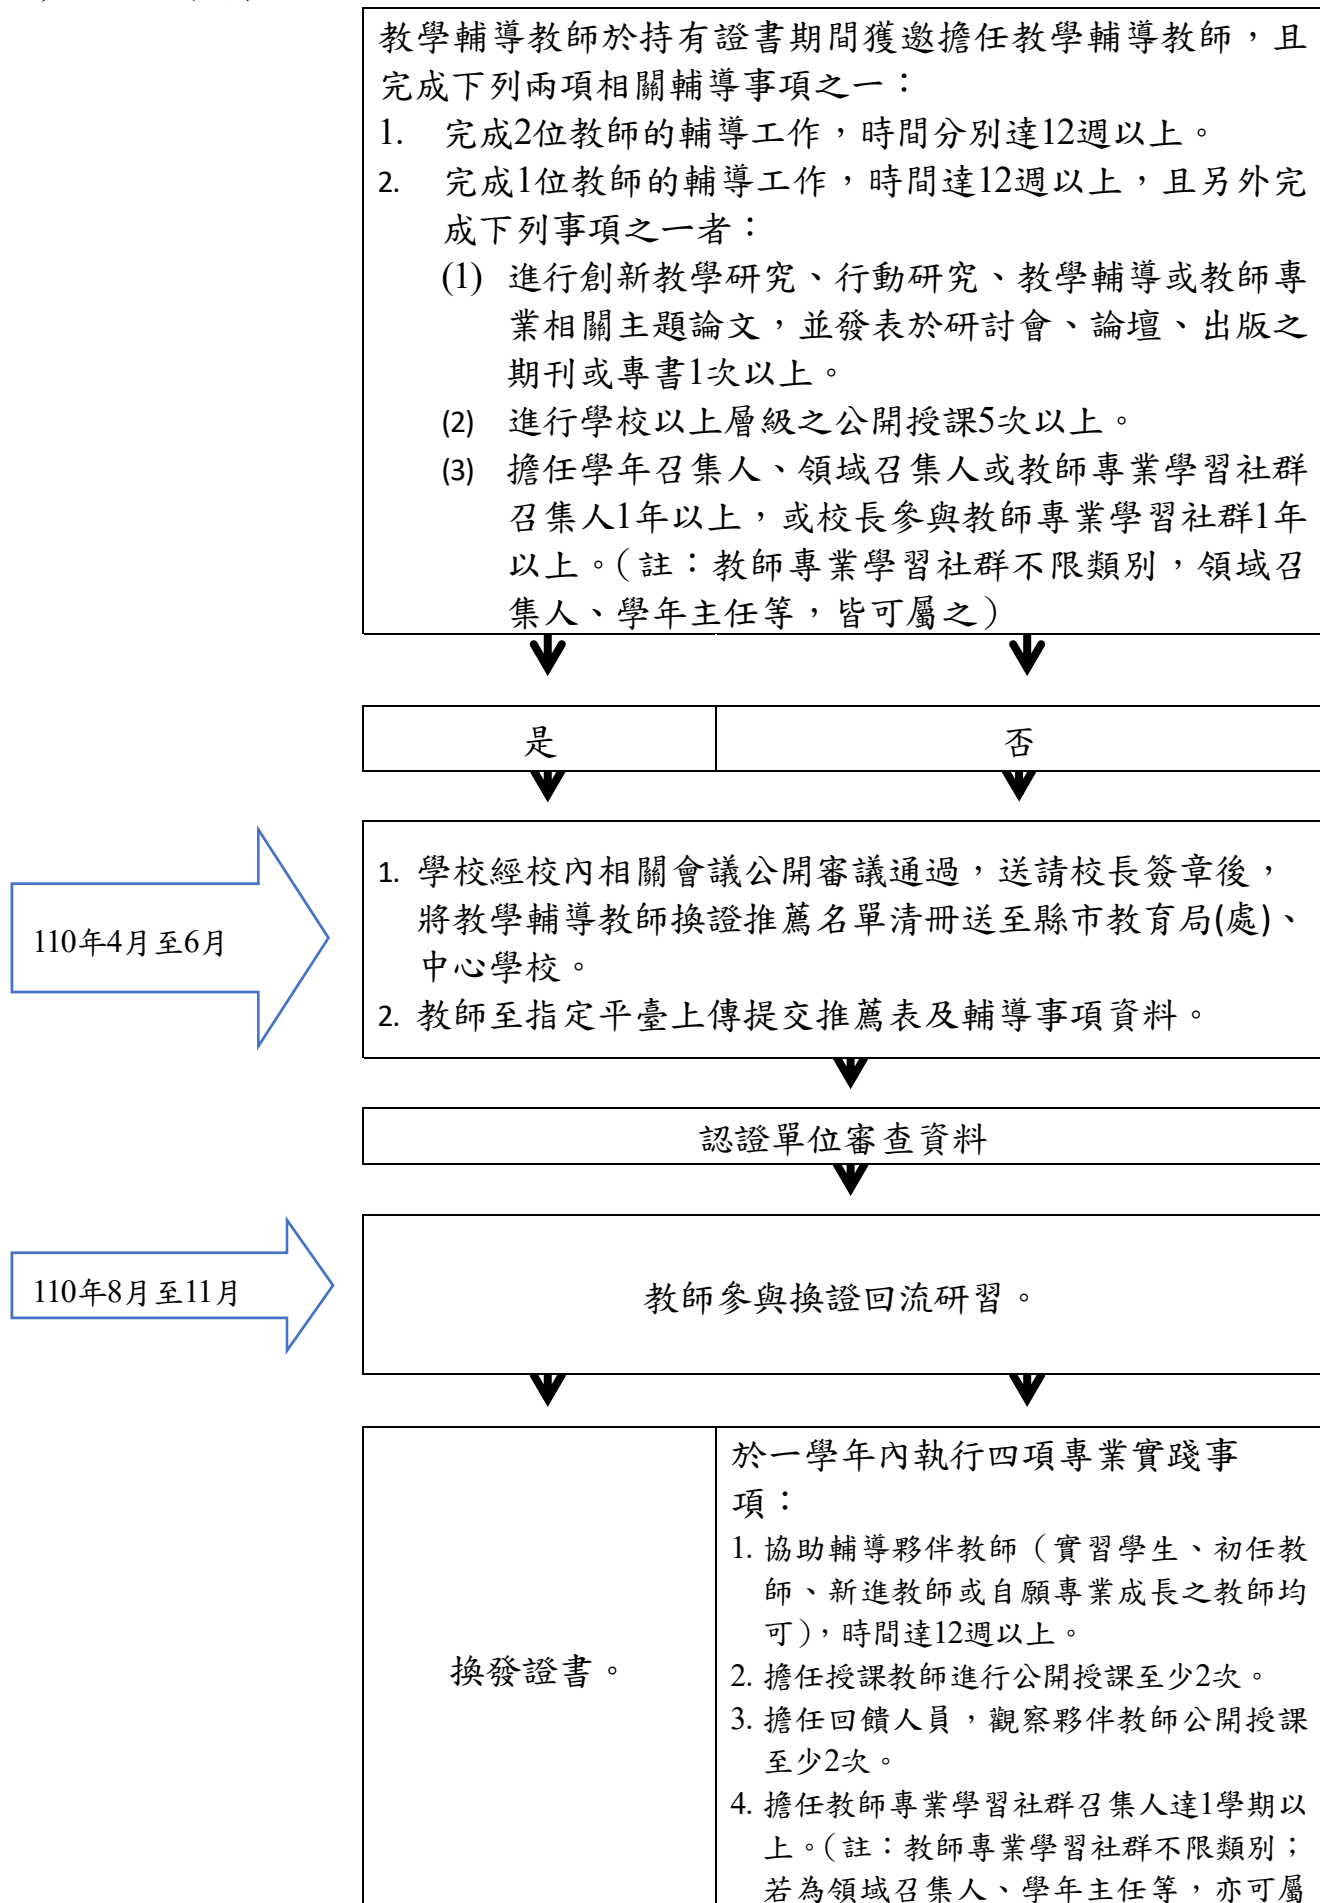 教學輔導教師於持有證書期間獲邀擔任教學輔導教師，且
完成下列兩項相關輔導事項之一：
1. 完成2位教師的輔導工作，時間分別達12週以上。
2. 完成1位教師的輔導工作，時間達12週以上，且另外完
成下列事項之一者：
(1) 進行創新教學研究、行動研究、教學輔導或教師專
業相關主題論文，並發表於研討會、論壇、出版之
期刊或專書1次以上。
(2) 進行學校以上層級之公開授課5次以上。
(3) 擔任學年召集人、領域召集人或教師專業學習社群
召集人1年以上，或校長參與教師專業學習社群1年
以上。（註：教師專業學習社群不限類別，領域召
集人、學年主任等，皆可屬之）
是
否
110年4月至6月
1. 學校經校內相關會議公開審議通過，送請校長簽章後，
將教學輔導教師換證推薦名單清冊送至縣市教育局(處)、
中心學校。
2. 教師至指定平臺上傳提交推薦表及輔導事項資料。
認證單位審查資料
110年8月至11月
教師參與換證回流研習。
換發證書。
於一學年內執行四項專業實踐事
項：
1. 協助輔導夥伴教師（實習學生、初任教
師、新進教師或自願專業成長之教師均
可），時間達12週以上。
2. 擔任授課教師進行公開授課至少2次。
3. 擔任回饋人員，觀察夥伴教師公開授課
至少2次。
4. 擔任教師專業學習社群召集人達1學期以
上。（註：教師專業學習社群不限類別；
若為領域召集人、學年主任等，亦可屬